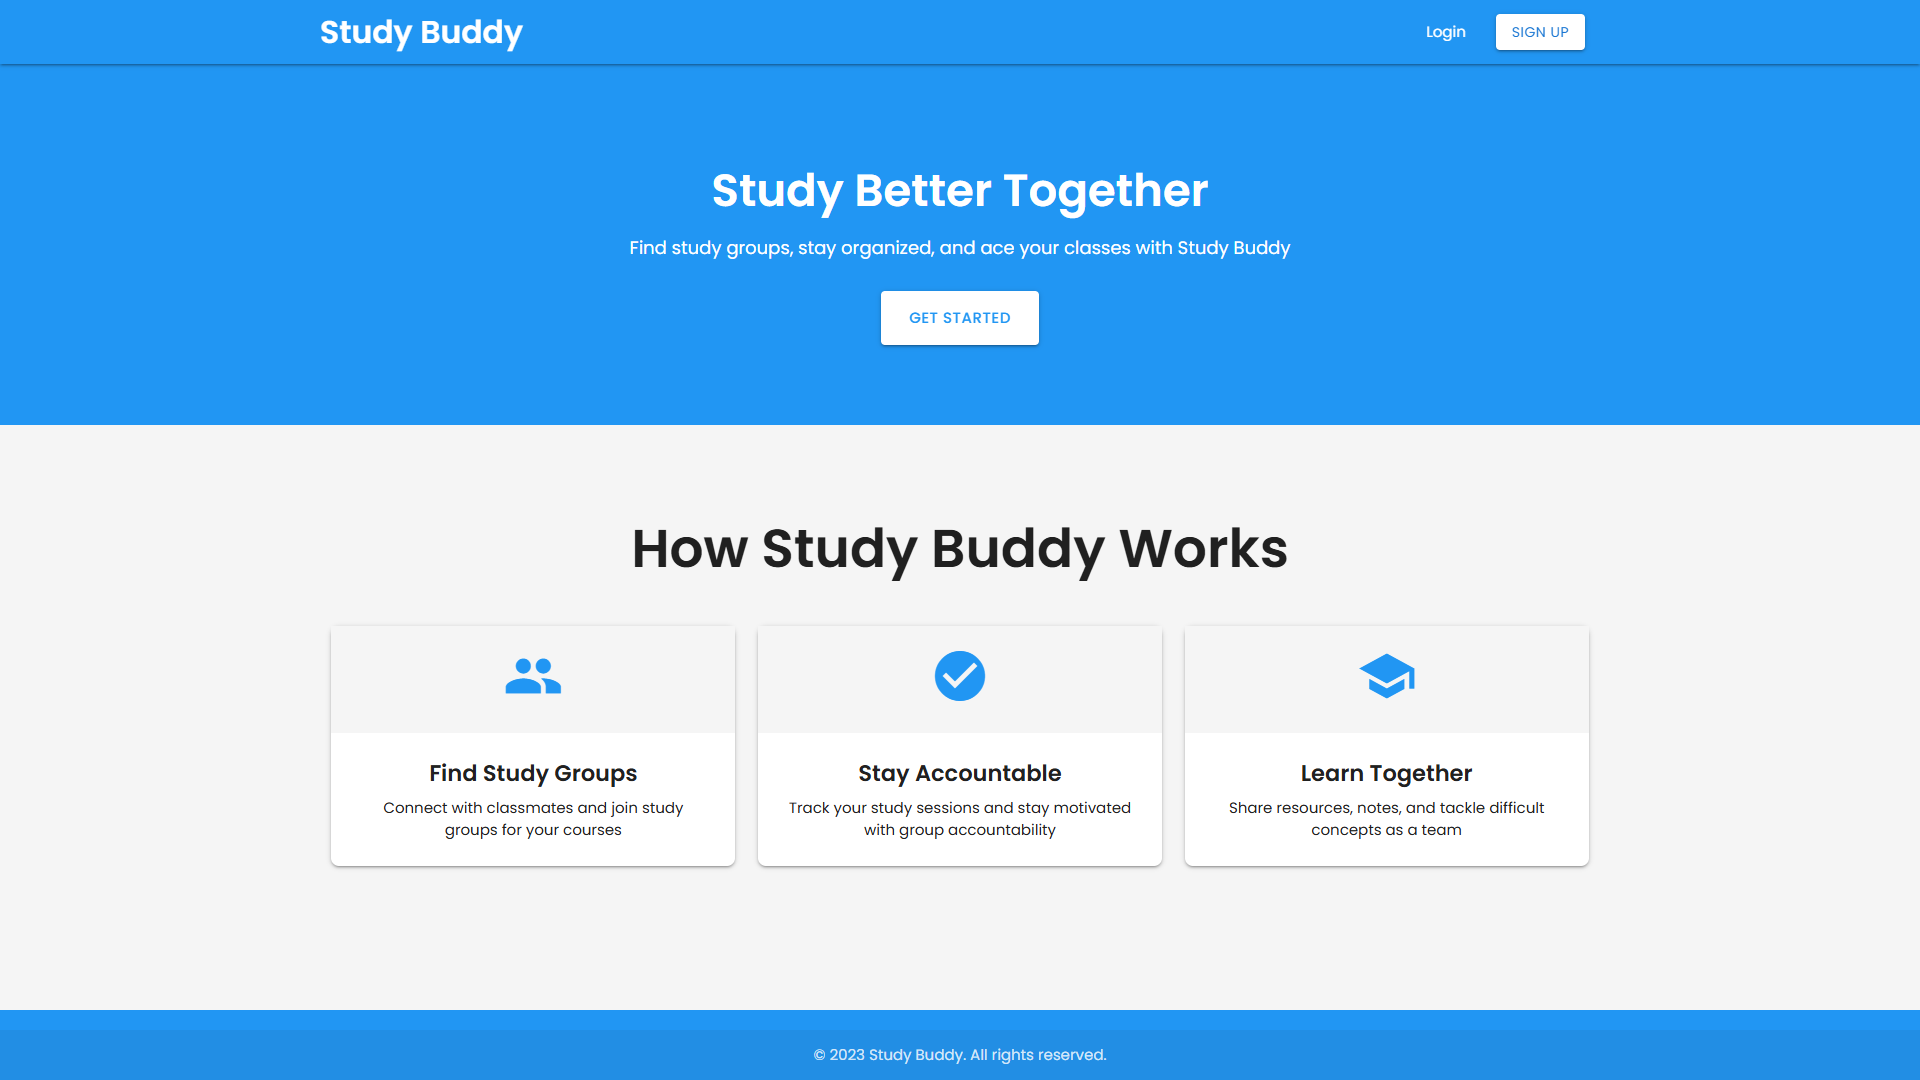 Study Buddy
Login
SIGN UP
Study Better Together
Find study groups, stay organized, and ace your classes with Study Buddy
GET STARTED
How Study Buddy Works
Find Study Groups
Connect with classmates and join study
groups for your courses
Stay Accountable
Track your study sessions and stay motivated
with group accountability
Learn Together
Share resources, notes, and tackle difficult
concepts as a team
© 2023 Study Buddy. All rights reserved.